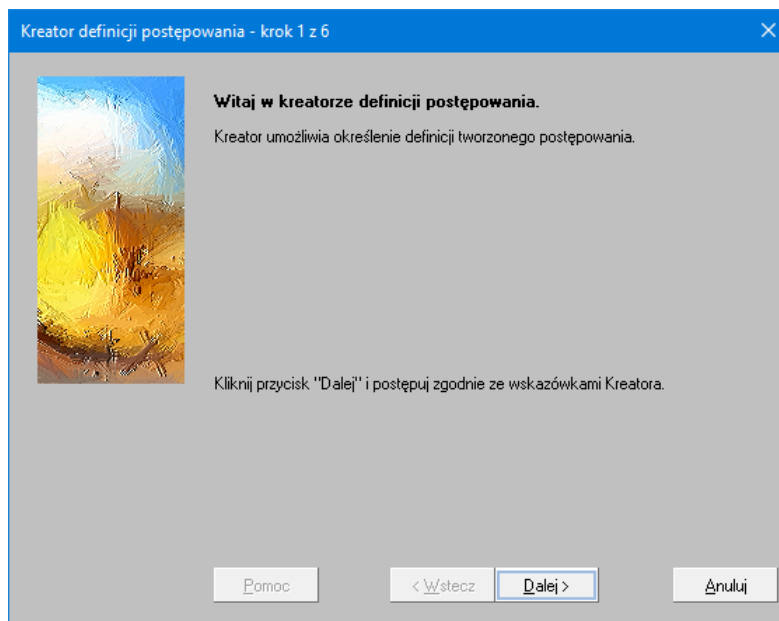 Kreator definicji postępowania - krok 1 z 6
Witaj w kreatorze definicji postępowania.
Kreator umożliwia określenie definicji tworzonego postępowania.
Kliknij przycisk "Dalej" i postępuj zgodnie ze wskazówkami Kreatora.
Pomoc < Wstecz Dalej > Anuluj